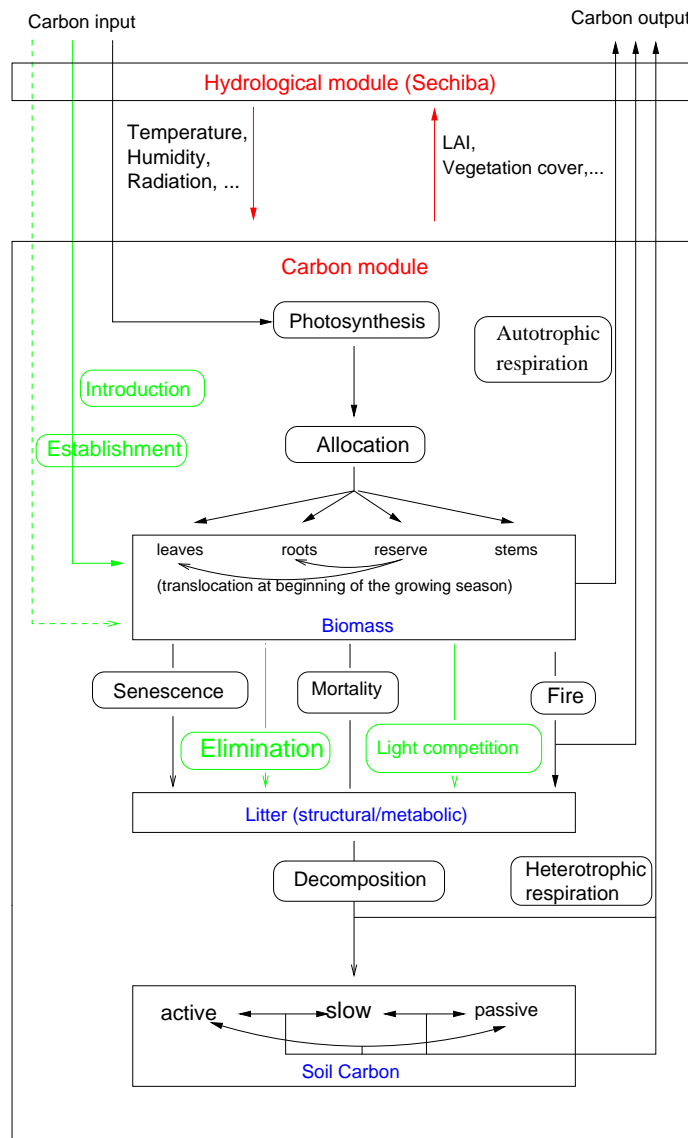 Carbon input
Carbon output
Hydrological module (Sechiba)
Temperature,
Humidity,
Radiation, ...
LAI,
Vegetation cover,...
Carbon module
Photosynthesis
Autotrophic
respiration
Introduction
Allocation
Establishment
leaves roots reserve stems
(translocation at beginning of the growing season)
Biomass
Senescence
Mortality
Fire
Elimination
Light competition
Litter (structural/metabolic)
Decomposition
Heterotrophic
respiration
active slow passive
Soil Carbon